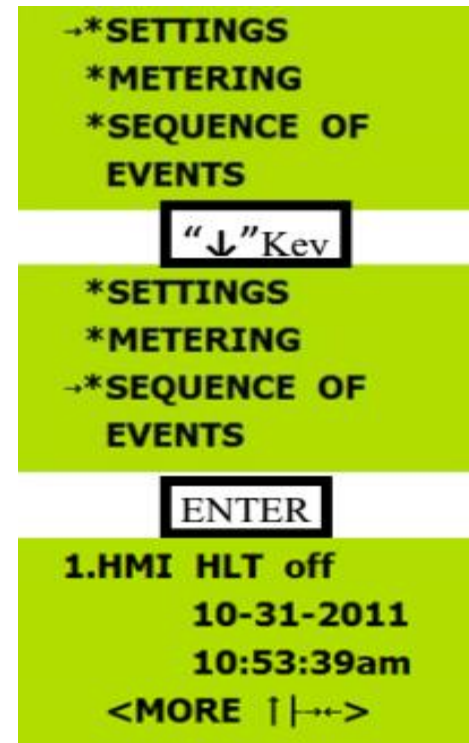 →*SETTINGS
*METERING
*SEQUENCE OF
EVENTS
“↓”Key
*SETTINGS
*METERING
→*SEQUENCE OF
EVENTS
ENTER
1.HMI HLT off
10-31-2011
10:53:39am
<MORE ↑├→←>